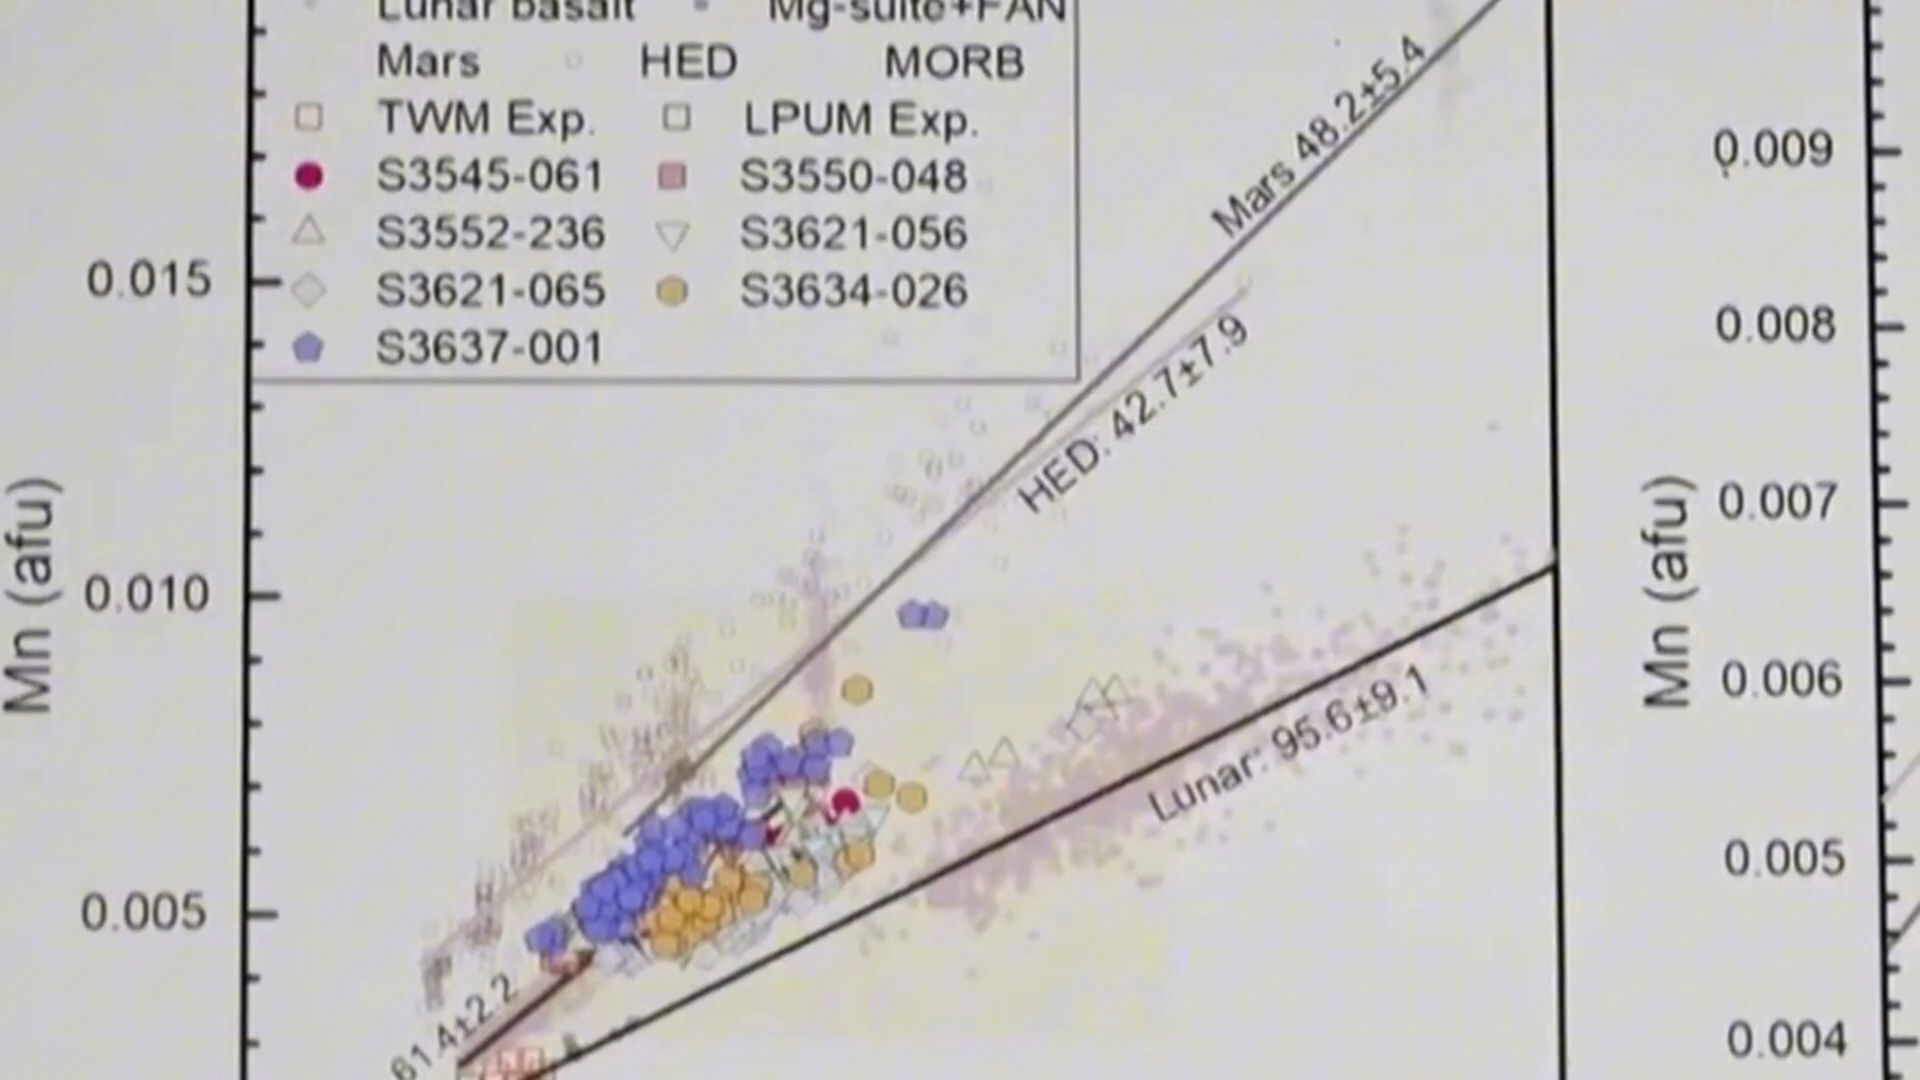 Lunar basalt Mg-suite+FAN
Mars HED MORB
TWM Exp. LPUM Exp.
S3545-061 S3550-048
S3552-236 S3621-056
S3621-065 S3634-026
S3637-001
0.015
0.010
0.005
Mn (afu)
Mars 48.2±5.4
HED: 42.7±7.9
Lunar: 95.6±9.1
61.4±2.2
Mn (afu)
0.009
0.008
0.007
0.006
0.005
0.004